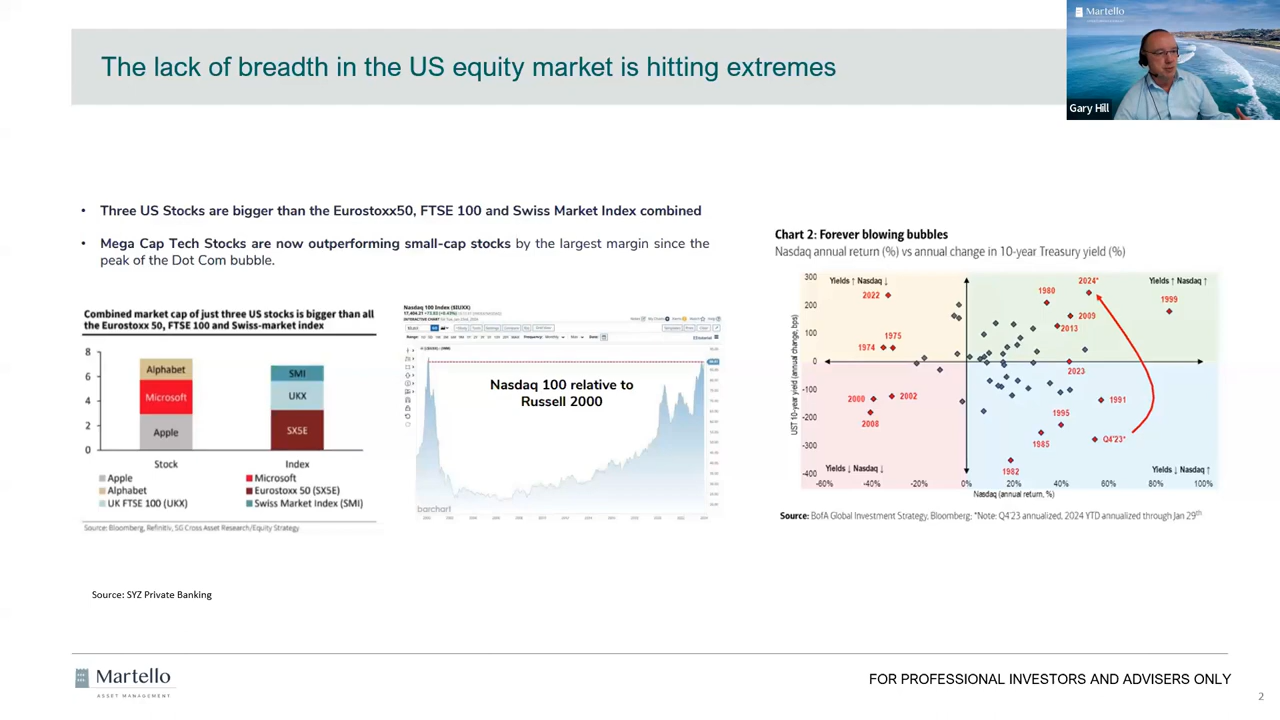 The lack of breadth in the US equity market is hitting extremes
Martello
Gary Hill
• Three US Stocks are bigger than the Eurostoxx50, FTSE 100 and Swiss Market Index combined
• Mega Cap Tech Stocks are now outperforming small-cap stocks by the largest margin since the
peak of the Dot Com bubble.
Combined market cap of just three US stocks is bigger than all
the Eurostoxx 50, FTSE 100 and Swiss-market index
8
6
4
2
0
Alphabet
Microsoft
Apple
SMI
UKX
SX5E
Stock
Index
Apple
Microsoft
Alphabet
Eurostoxx 50 (SX5E)
UK FTSE 100 (UKX)
Swiss Market Index (SMI)
Source: Bloomberg, Refinitiv, SG Cross Asset Research/Equity Strategy
Nasdaq 100 Index ($IUXX)
INTERACTIVE CHART
Nasdaq 100 relative to
Russell 2000
barchart
Chart 2: Forever blowing bubbles
Nasdaq annual return (%) vs annual change in 10-year Treasury yield (%)
UST 10-year yield (annual change, bps)
300
200
100
0
-100
-200
-300
-400
Yields ↑ Nasdaq ↓
Yields ↑ Nasdaq ↑
2022
1980
2024*
1999
2009
2013
1975
1974
2023
2000
2002
2008
1991
1995
1985
Q4'23*
1982
Yields ↓ Nasdaq ↓
Yields ↓ Nasdaq ↑
-60%
-40%
-20%
0%
20%
40%
60%
80%
100%
Nasdaq (annual return, %)
Source: BofA Global Investment Strategy, Bloomberg; *Note: Q4'23 annualized, 2024 YTD annualized through Jan 29th
Source: SYZ Private Banking
Martello
ASSET MANAGEMENT
FOR PROFESSIONAL INVESTORS AND ADVISERS ONLY
2